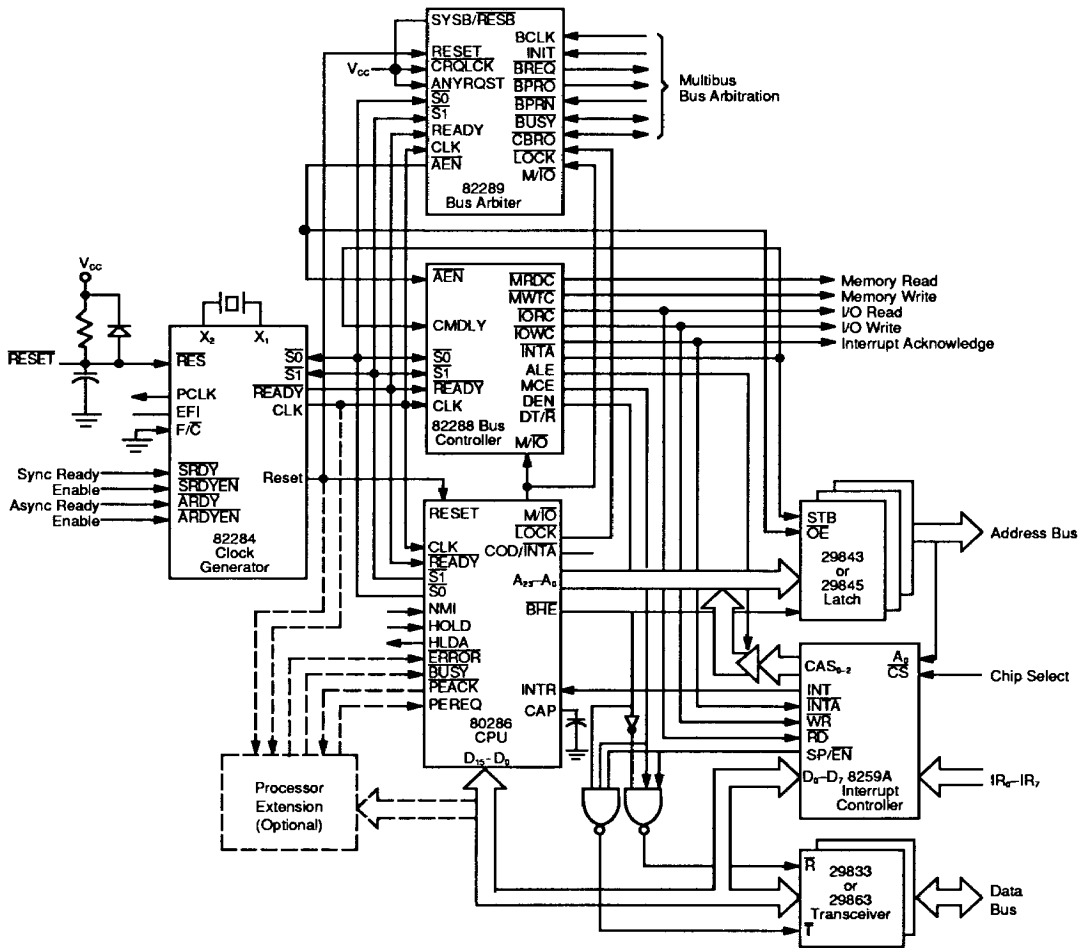 SYSB/RESB
BCLK
RESET
INIT
Vcc
CRQLCK
BREQ
ANYRQST
BPRO
Multibus
Bus Arbitration
S0
BPRN
S1
BUSY
READY
CBRO
CLK
LOCK
AEN
M/IO
82289
Bus Arbiter
Vcc
AEN
MRDC
Memory Read
MWTC
Memory Write
IORC
I/O Read
CMDLY
IOWC
I/O Write
INTA
Interrupt Acknowledge
X₂
X₁
RESET
RES
S0
S0
ALE
S1
S1
MCE
PCLK
READY
READY
DEN
EFI
CLK
CLK
DT/R
F/C
82288 Bus
Controller
M/IO
Sync Ready
SRDY
Reset
Enable
SRDYEN
Async Ready
ARDY
Enable
ARDYEN
82284
Clock
Generator
RESET
M/IO
LOCK
CLK
COD/INTA
READY
S1
A₂₃–A₀
S0
NMI
BHE
HOLD
HLDA
ERROR
BUSY
PEACK
INTR
PEREQ
CAP
80286
CPU
D₁₅-D₀
STB
OE
Address Bus
29843
or
29845
Latch
CAS₀₋₂
A₀
CS
Chip Select
INT
INTA
WR
RD
SP/EN
D₀–D₇ 8259A
Interrupt
Controller
IR₀–IR₇
Processor
Extension
(Optional)
R
29833
or
29863
Transceiver
Data
Bus
T